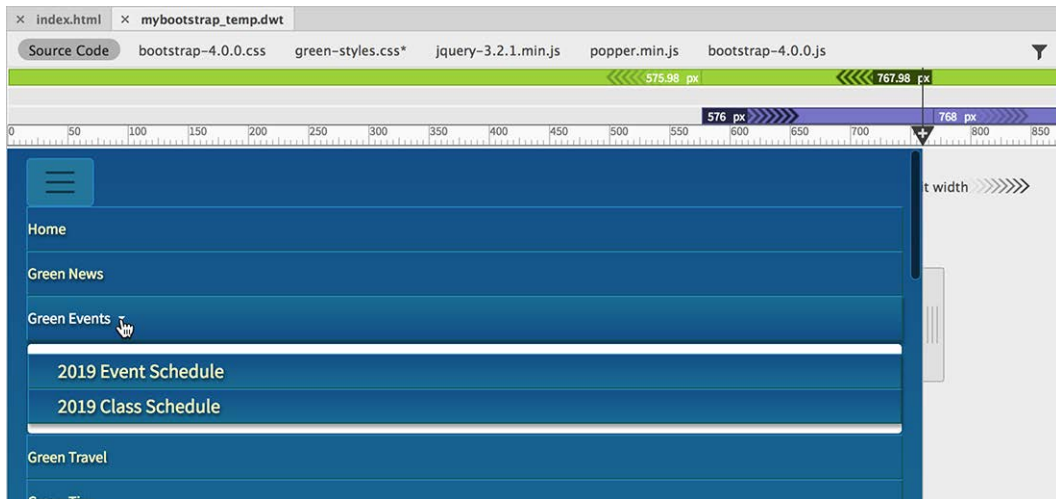 × index.html × mybootstrap_temp.dwt
Source Code bootstrap-4.0.0.css green-styles.css* jquery-3.2.1.min.js popper.min.js bootstrap-4.0.0.js
575.98 px 767.98 px
576 px 768 px
0 50 100 150 200 250 300 350 400 450 500 550 600 650 700 800 850
t width
Home
Green News
Green Events
2019 Event Schedule
2019 Class Schedule
Green Travel